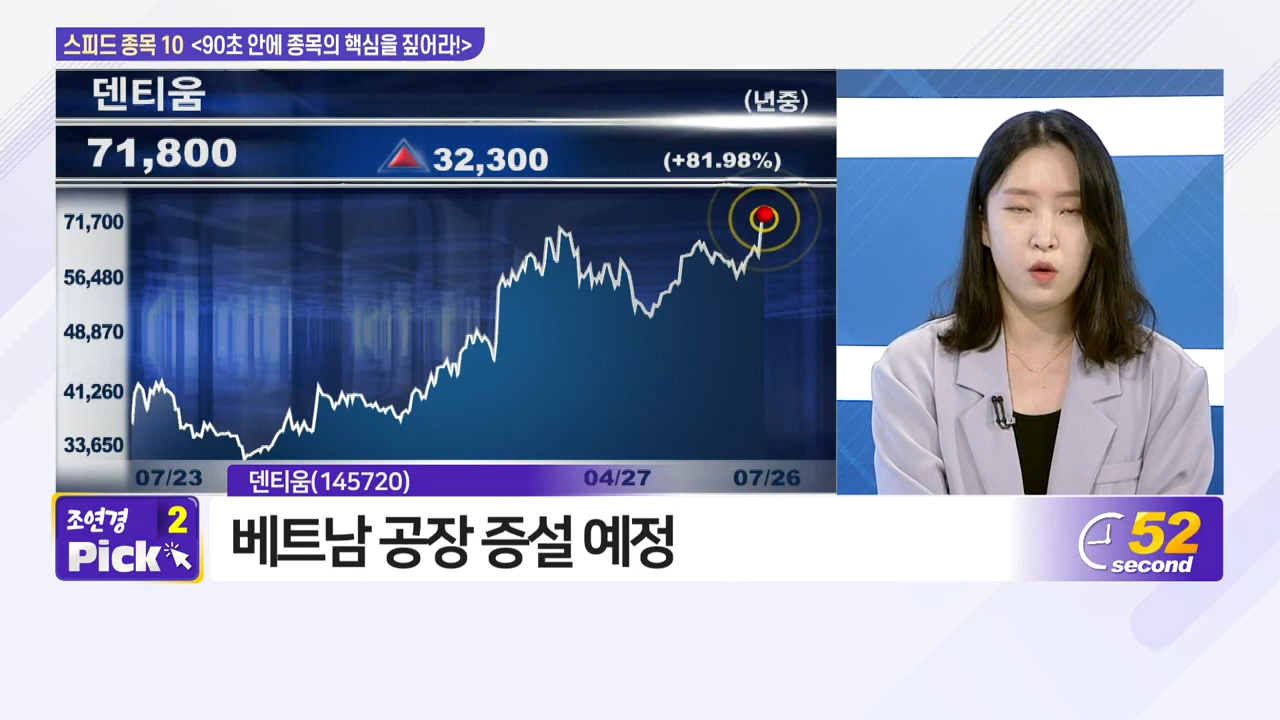 스피드 종목 10 <90초 안에 종목의 핵심을 짚어라!>
덴티움
(년중)
71,800
32,300
(+81.98%)
71,700
56,480
48,870
41,260
33,650
07/23
04/27
07/26
덴티움(145720)
조연경 2
Pick
베트남 공장 증설 예정
52
second